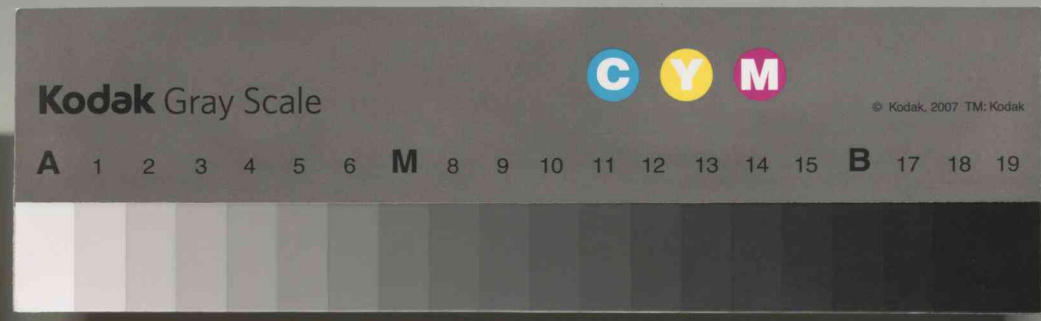 C Y M
Kodak Gray Scale
© Kodak, 2007 TM: Kodak
A 1 2 3 4 5 6 M 8 9 10 11 12 13 14 15 B 17 18 19